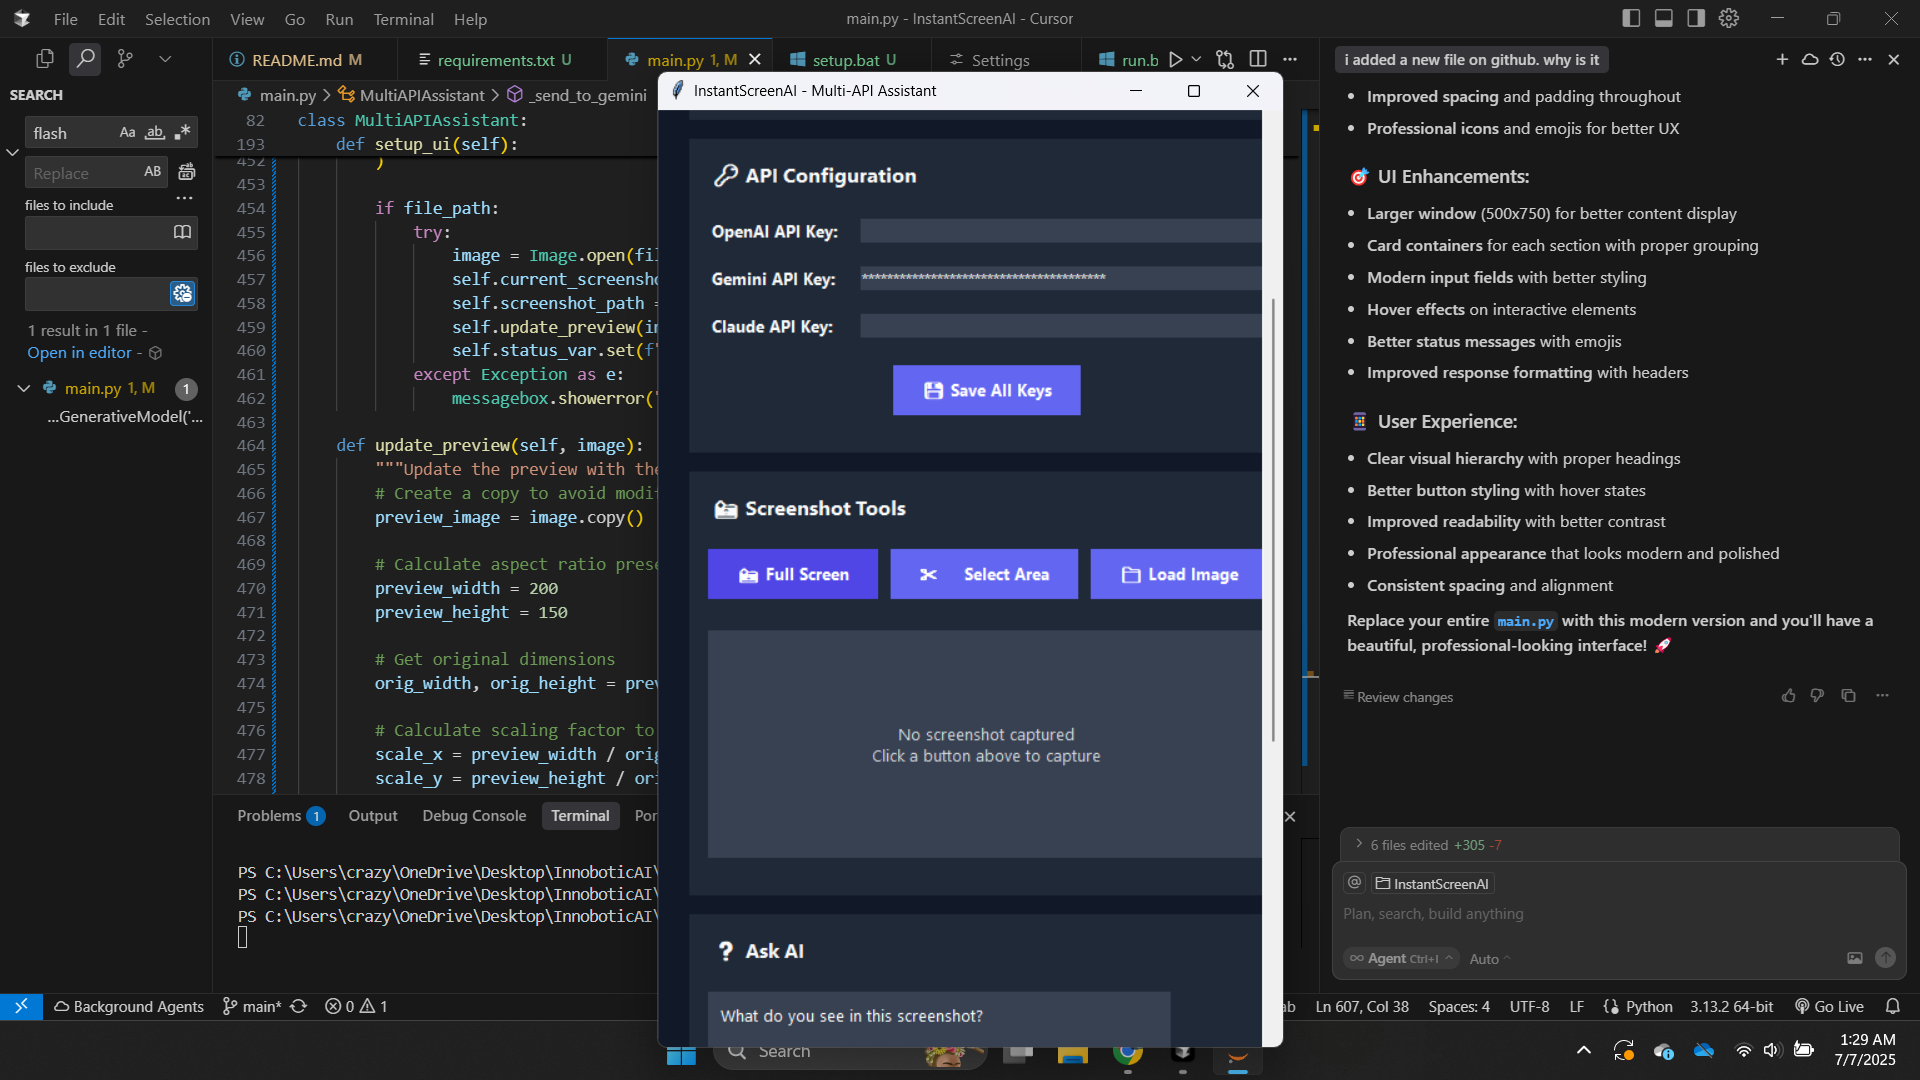 File Edit Selection View Go Run Terminal Help
main.py - InstantScreenAI - Cursor
README.md M
requirements.txt U
main.py 1, M
setup.bat U
Settings
run.b
SEARCH
flash
Aa ab
Replace
AB
files to include
files to exclude
1 result in 1 file -
Open in editor -
main.py 1, M
1
...GenerativeModel('...
main.py > MultiAPIAssistant > _send_to_gemini
82 class MultiAPIAssistant:
193 def setup_ui(self):
452 )
453
454 if file_path:
455 try:
456 image = Image.open(fil
457 self.current_screensho
458 self.screenshot_path =
459 self.update_preview(im
460 self.status_var.set(f"
461 except Exception as e:
462 messagebox.showerror("
463
464 def update_preview(self, image):
465 """Update the preview with the
466 # Create a copy to avoid modif
467 preview_image = image.copy()
468
469 # Calculate aspect ratio prese
470 preview_width = 200
471 preview_height = 150
472
473 # Get original dimensions
474 orig_width, orig_height = prev
475
476 # Calculate scaling factor to
477 scale_x = preview_width / orig
478 scale_y = preview_height / ori
Problems 1 Output Debug Console Terminal Por
PS C:\Users\crazy\OneDrive\Desktop\InnoboticAI\
PS C:\Users\crazy\OneDrive\Desktop\InnoboticAI\
PS C:\Users\crazy\OneDrive\Desktop\InnoboticAI\
InstantScreenAI - Multi-API Assistant
API Configuration
OpenAI API Key:
Gemini API Key: ***************************************
Claude API Key:
Save All Keys
Screenshot Tools
Full Screen
Select Area
Load Image
No screenshot captured
Click a button above to capture
? Ask AI
What do you see in this screenshot?
i added a new file on github. why is it
Improved spacing and padding throughout
Professional icons and emojis for better UX
UI Enhancements:
Larger window (500x750) for better content display
Card containers for each section with proper grouping
Modern input fields with better styling
Hover effects on interactive elements
Better status messages with emojis
Improved response formatting with headers
User Experience:
Clear visual hierarchy with proper headings
Better button styling with hover states
Improved readability with better contrast
Professional appearance that looks modern and polished
Consistent spacing and alignment
Replace your entire main.py with this modern version and you'll have a
beautiful, professional-looking interface!
Review changes
6 files edited +305 -7
@ InstantScreenAI
Plan, search, build anything
Agent Ctrl+I Auto
Background Agents main* 0 1
ab Ln 607, Col 38 Spaces: 4 UTF-8 LF Python 3.13.2 64-bit Go Live
Search
1:29 AM
7/7/2025